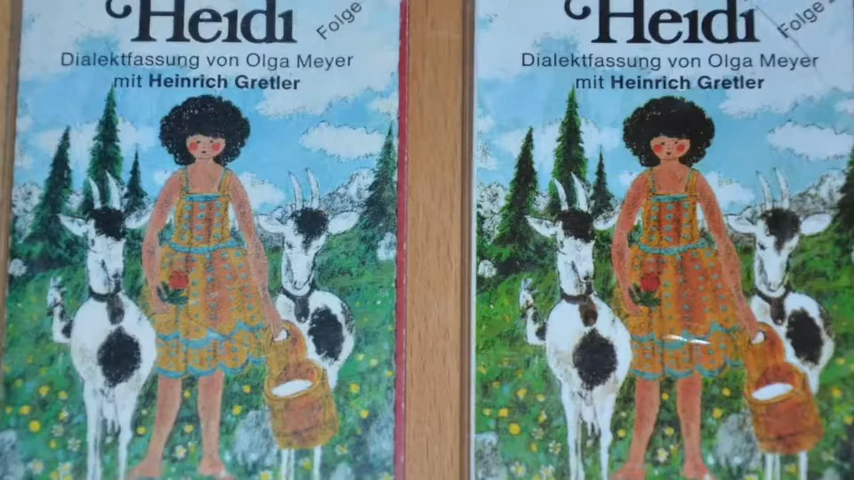 Heidi
Folge
Dialektfassung von Olga Meyer
mit Heinrich Gretler
Heidi
Folge
Dialektfassung von Olga Meyer
mit Heinrich Gretler